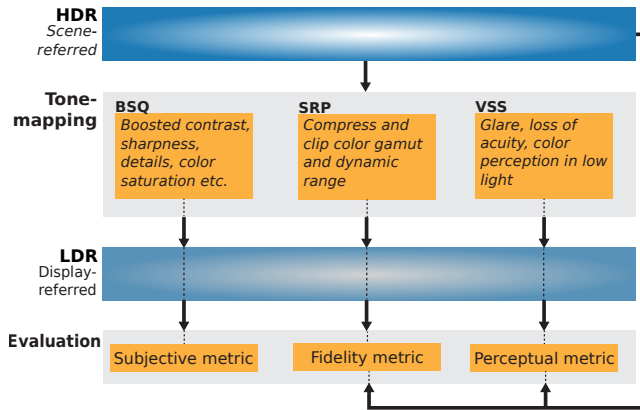 HDR
Scene-
referred
Tone-
mapping
BSQ
Boosted contrast,
sharpness,
details, color
saturation etc.
SRP
Compress and
clip color gamut
and dynamic
range
VSS
Glare, loss of
acuity, color
perception in low
light
LDR
Display-
referred
Evaluation
Subjective metric
Fidelity metric
Perceptual metric